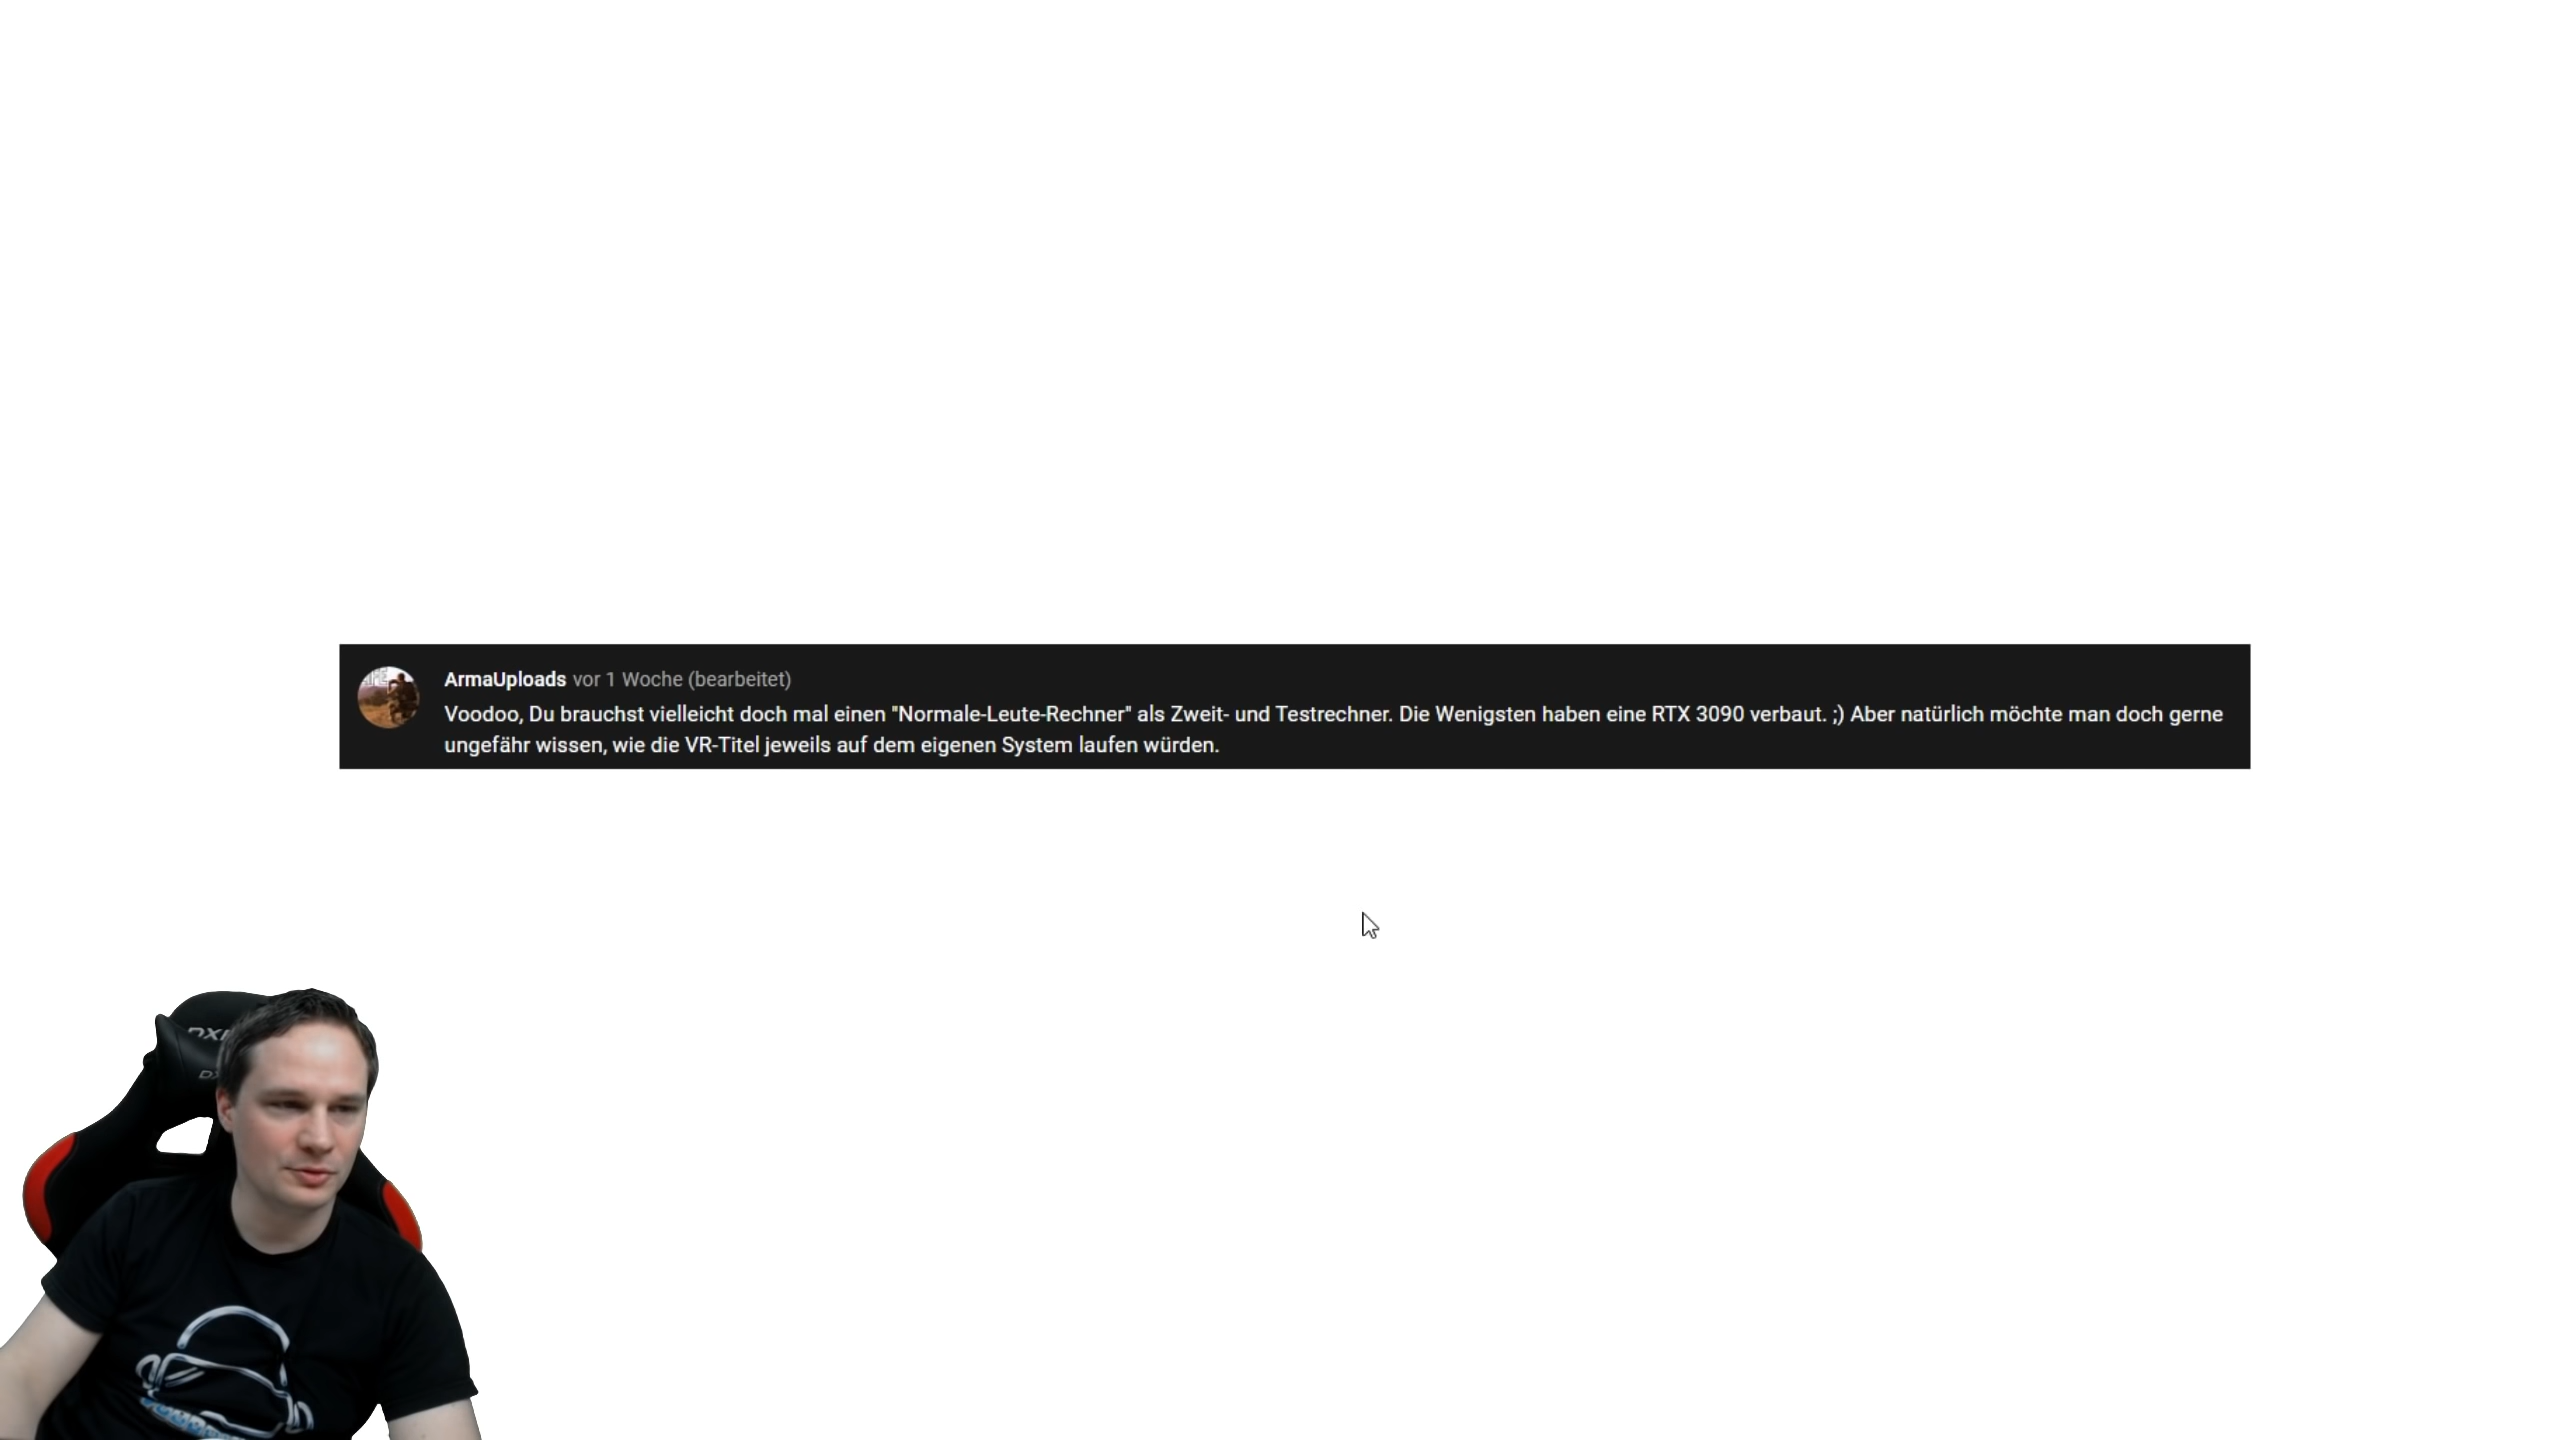 ArmaUploads vor 1 Woche (bearbeitet)
Voodoo, Du brauchst vielleicht doch mal einen "Normale-Leute-Rechner" als Zweit- und Testrechner. Die Wenigsten haben eine RTX 3090 verbaut. ;) Aber natürlich möchte man doch gerne
ungefähr wissen, wie die VR-Titel jeweils auf dem eigenen System laufen würden.